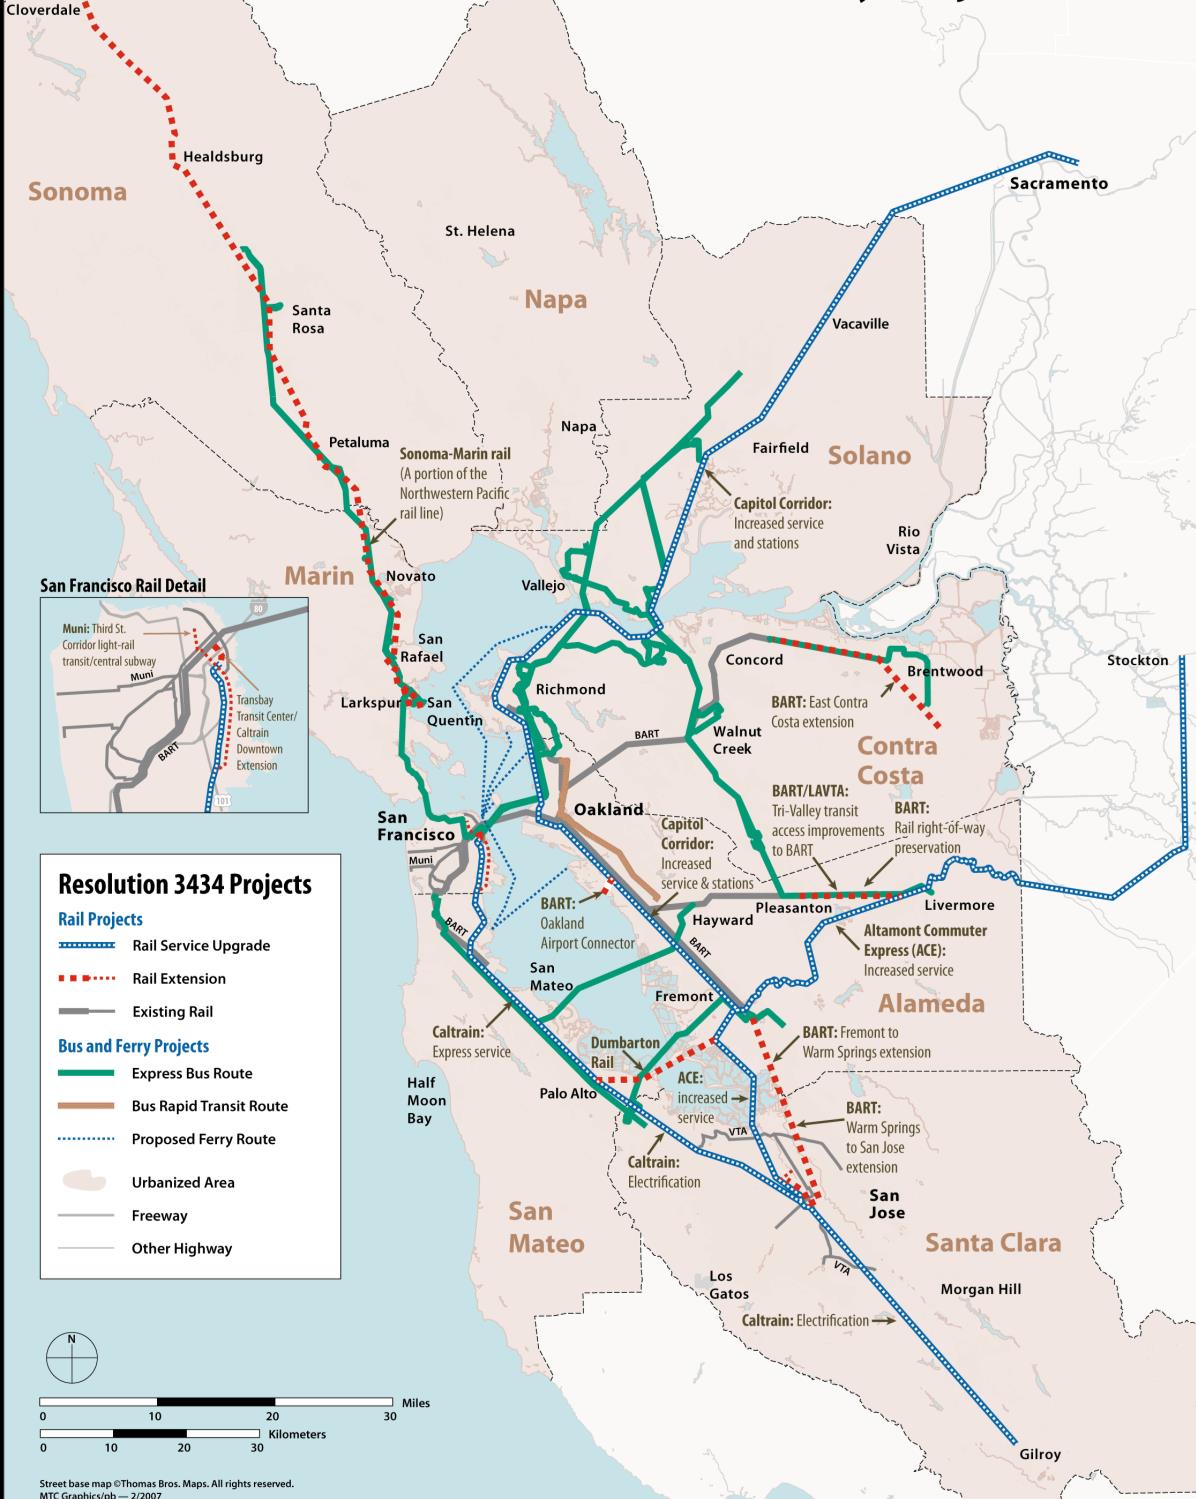 Cloverdale
Healdsburg
Sonoma
Santa
Rosa
St. Helena
Napa
Sacramento
Vacaville
Napa
Fairfield
Solano
Petaluma
Sonoma-Marin rail
(A portion of the
Northwestern Pacific
rail line)
Capitol Corridor:
Increased service
and stations
Rio
Vista
Marin
Novato
Vallejo
San Francisco Rail Detail
80
Muni: Third St.
Corridor light-rail
transit/central subway
Muni
BART
Transbay
Transit Center/
Caltrain
Downtown
Extension
101
San
Rafael
Larkspur
San
Quentin
Richmond
Concord
Brentwood
Stockton
BART: East Contra
Costa extension
BART
Walnut
Creek
Contra
Costa
San
Francisco
Muni
Oakland
BART/LAVTA:
Tri-Valley transit
access improvements
to BART
BART:
Rail right-of-way
preservation
Capitol
Corridor:
Increased
service & stations
BART:
Oakland
Airport Connector
Pleasanton
Livermore
Hayward
BART
BART
Altamont Commuter
Express (ACE):
Increased service
San
Mateo
Fremont
Alameda
Caltrain:
Express service
Dumbarton
Rail
BART: Fremont to
Warm Springs extension
Half
Moon
Bay
Palo Alto
ACE:
increased
service
BART:
Warm Springs
to San Jose
extension
VTA
Caltrain:
Electrification
San
Jose
San
Mateo
Santa Clara
VTA
Los
Gatos
Morgan Hill
Caltrain: Electrification
Gilroy
Resolution 3434 Projects
Rail Projects
Rail Service Upgrade
Rail Extension
Existing Rail
Bus and Ferry Projects
Express Bus Route
Bus Rapid Transit Route
Proposed Ferry Route
Urbanized Area
Freeway
Other Highway
N
Miles
0 10 20 30
Kilometers
0 10 20 30
Street base map ©Thomas Bros. Maps. All rights reserved.
MTC Graphics/pb — 2/2007